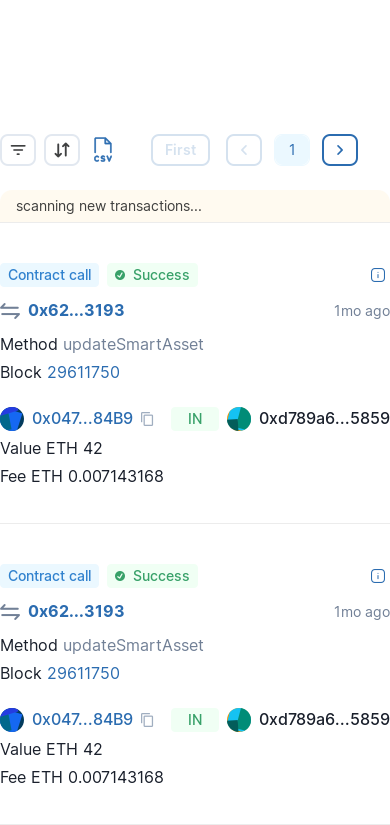 CSV
First
1
scanning new transactions...
Contract call Success
0x62...3193 1mo ago
Method updateSmartAsset
Block 29611750
0x047...84B9 IN 0xd789a6...5859
Value ETH 42
Fee ETH 0.007143168
Contract call Success
0x62...3193 1mo ago
Method updateSmartAsset
Block 29611750
0x047...84B9 IN 0xd789a6...5859
Value ETH 42
Fee ETH 0.007143168